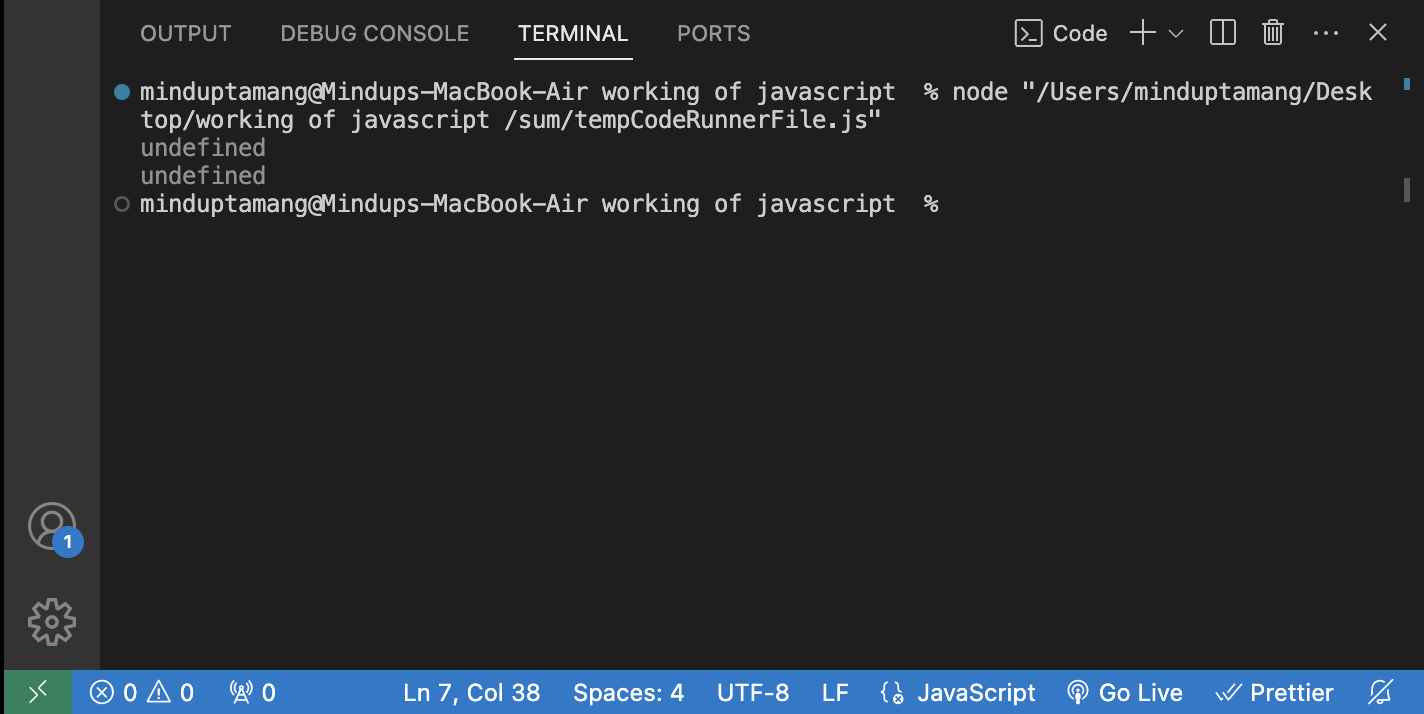 OUTPUT DEBUG CONSOLE TERMINAL PORTS Code
minduptamang@Mindups-MacBook-Air working of javascript  % node "/Users/minduptamang/Desk
top/working of javascript /sum/tempCodeRunnerFile.js"
undefined
undefined
minduptamang@Mindups-MacBook-Air working of javascript  %
1
0 0 0 Ln 7, Col 38 Spaces: 4 UTF-8 LF JavaScript Go Live Prettier